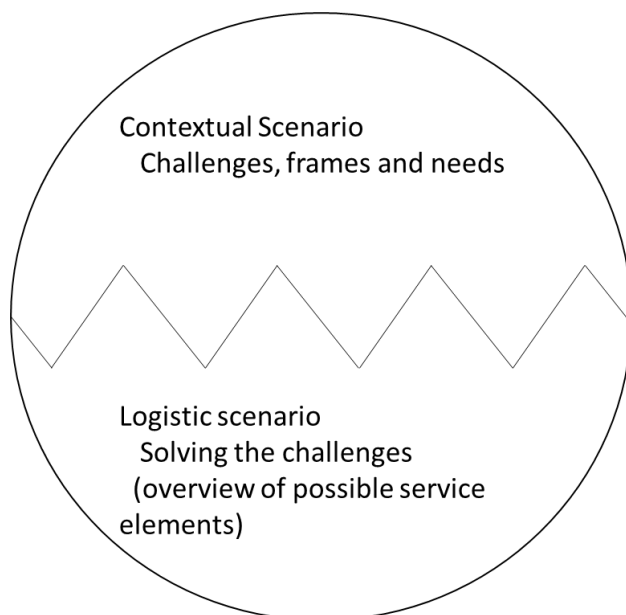 Contextual Scenario
Challenges, frames and needs
Logistic scenario
Solving the challenges
(overview of possible service
elements)